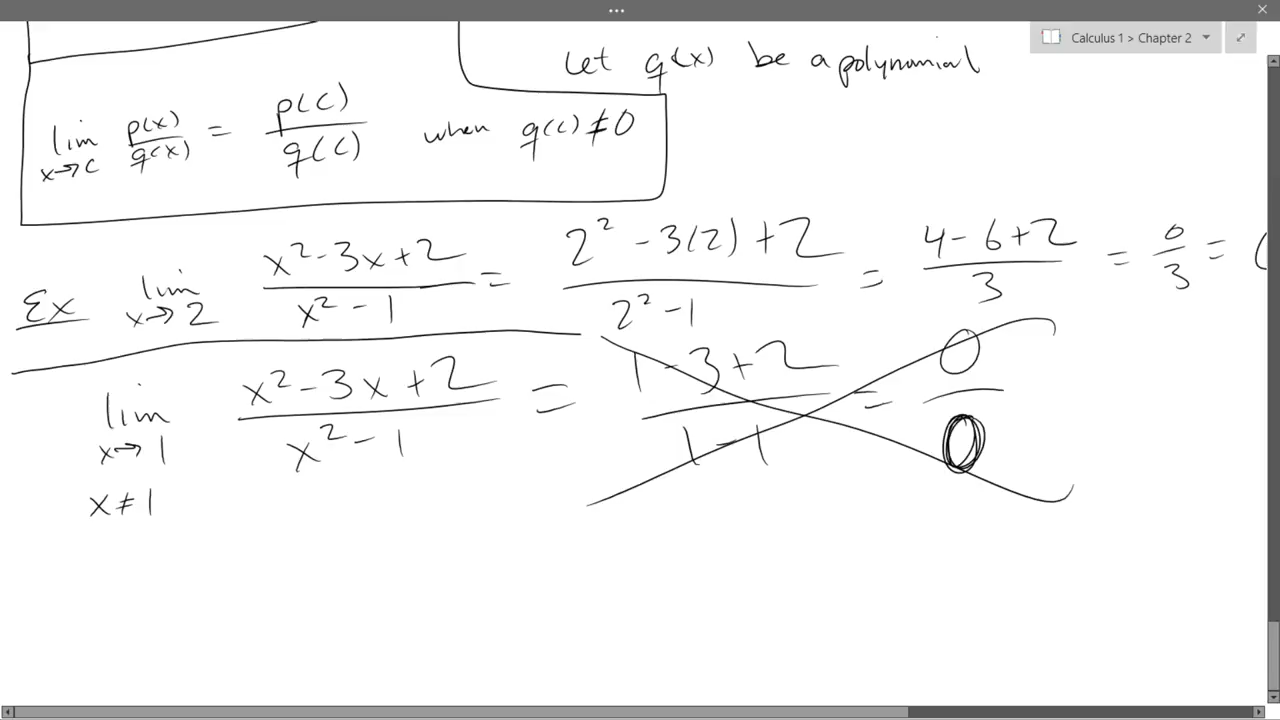 Calculus 1 > Chapter 2
Let q(x) be a polynomial
lim x→c p(x)/q(x) = p(c)/q(c) when q(c) ≠ 0
Ex lim x→2 (x² - 3x + 2)/(x² - 1) = (2² - 3(2) + 2)/(2² - 1) = (4 - 6 + 2)/3 = 0/3 =
lim x→1 (x² - 3x + 2)/(x² - 1) = (1 - 3 + 2)/(1 - 1) = 0/0
x ≠ 1